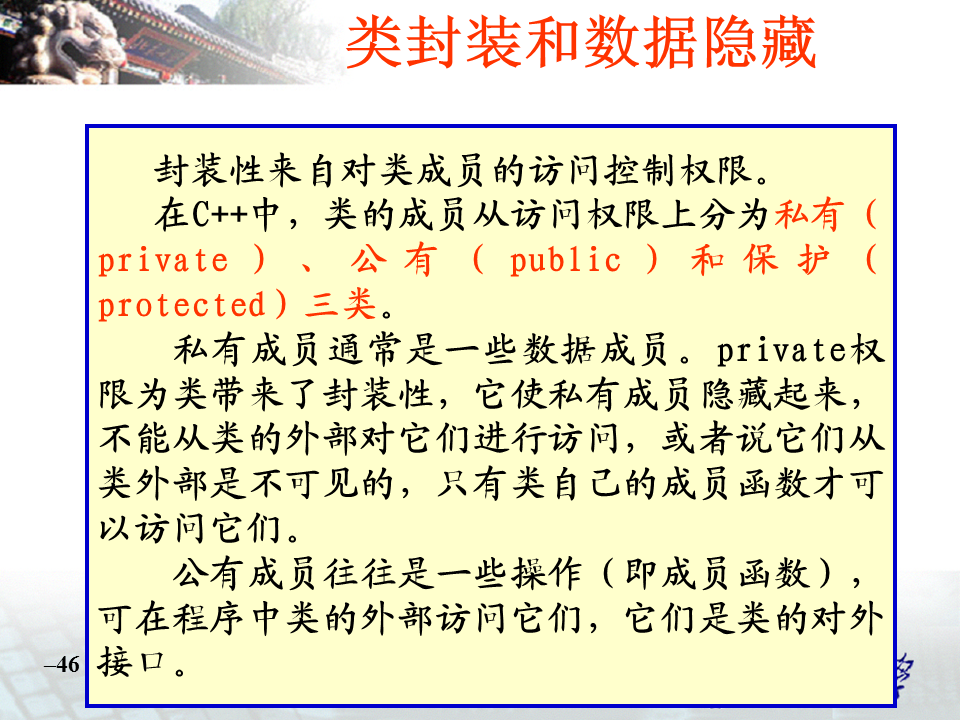 类封装和数据隐藏
封装性来自对类成员的访问控制权限。
在C++中，类的成员从访问权限上分为私有（
private）、公有（public）和保护（
protected）三类。
私有成员通常是一些数据成员。private权
限为类带来了封装性，它使私有成员隐藏起来，
不能从类的外部对它们进行访问，或者说它们从
类外部是不可见的，只有类自己的成员函数才可
以访问它们。
公有成员往往是一些操作（即成员函数），
可在程序中类的外部访问它们，它们是类的对外
接口。
–46